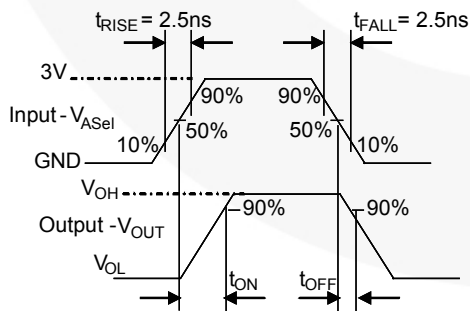 tRISE = 2.5ns tFALL = 2.5ns
3V
90% 90%
Input - VASel
50% 50%
10% 10%
GND
VOH
90% 90%
Output -VOUT
VOL
tON tOFF